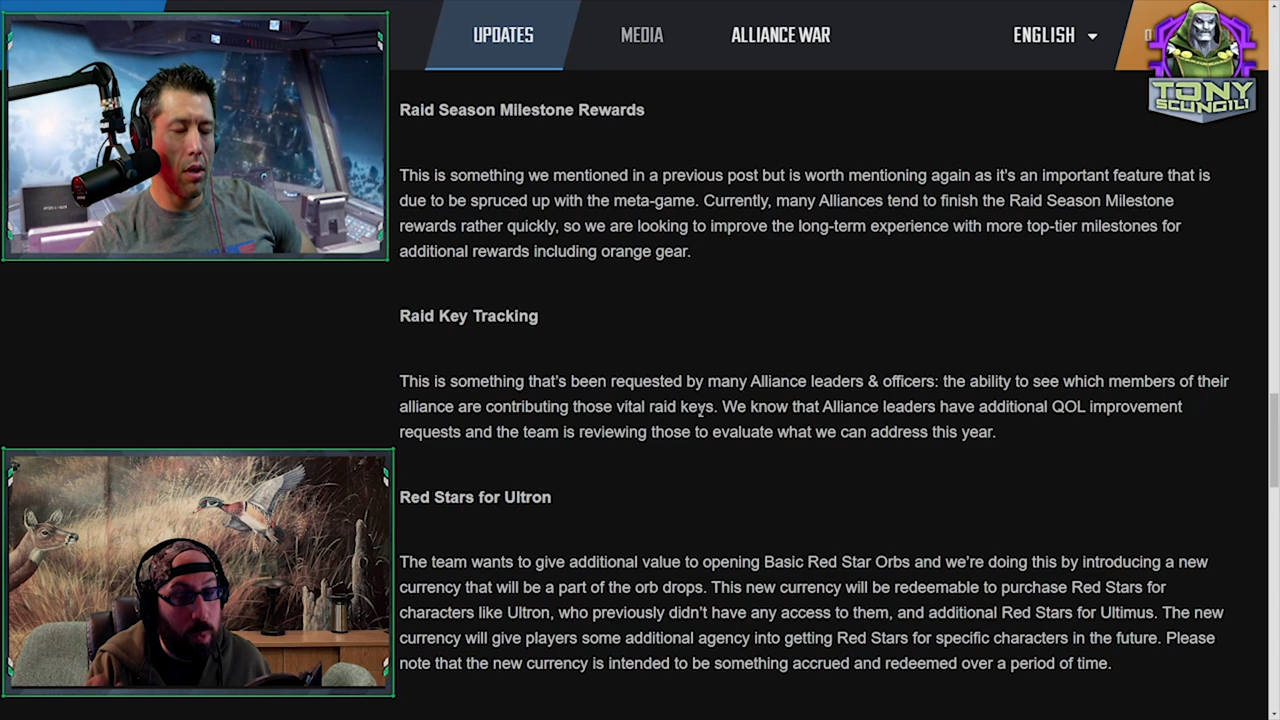 UPDATES
MEDIA
ALLIANCE WAR
ENGLISH
TONY
SCUNGILI
Raid Season Milestone Rewards
This is something we mentioned in a previous post but is worth mentioning again as it's an important feature that is
due to be spruced up with the meta-game. Currently, many Alliances tend to finish the Raid Season Milestone
rewards rather quickly, so we are looking to improve the long-term experience with more top-tier milestones for
additional rewards including orange gear.
Raid Key Tracking
This is something that's been requested by many Alliance leaders & officers: the ability to see which members of their
alliance are contributing those vital raid keys. We know that Alliance leaders have additional QOL improvement
requests and the team is reviewing those to evaluate what we can address this year.
Red Stars for Ultron
The team wants to give additional value to opening Basic Red Star Orbs and we're doing this by introducing a new
currency that will be a part of the orb drops. This new currency will be redeemable to purchase Red Stars for
characters like Ultron, who previously didn't have any access to them, and additional Red Stars for Ultimus. The new
currency will give players some additional agency into getting Red Stars for specific characters in the future. Please
note that the new currency is intended to be something accrued and redeemed over a period of time.